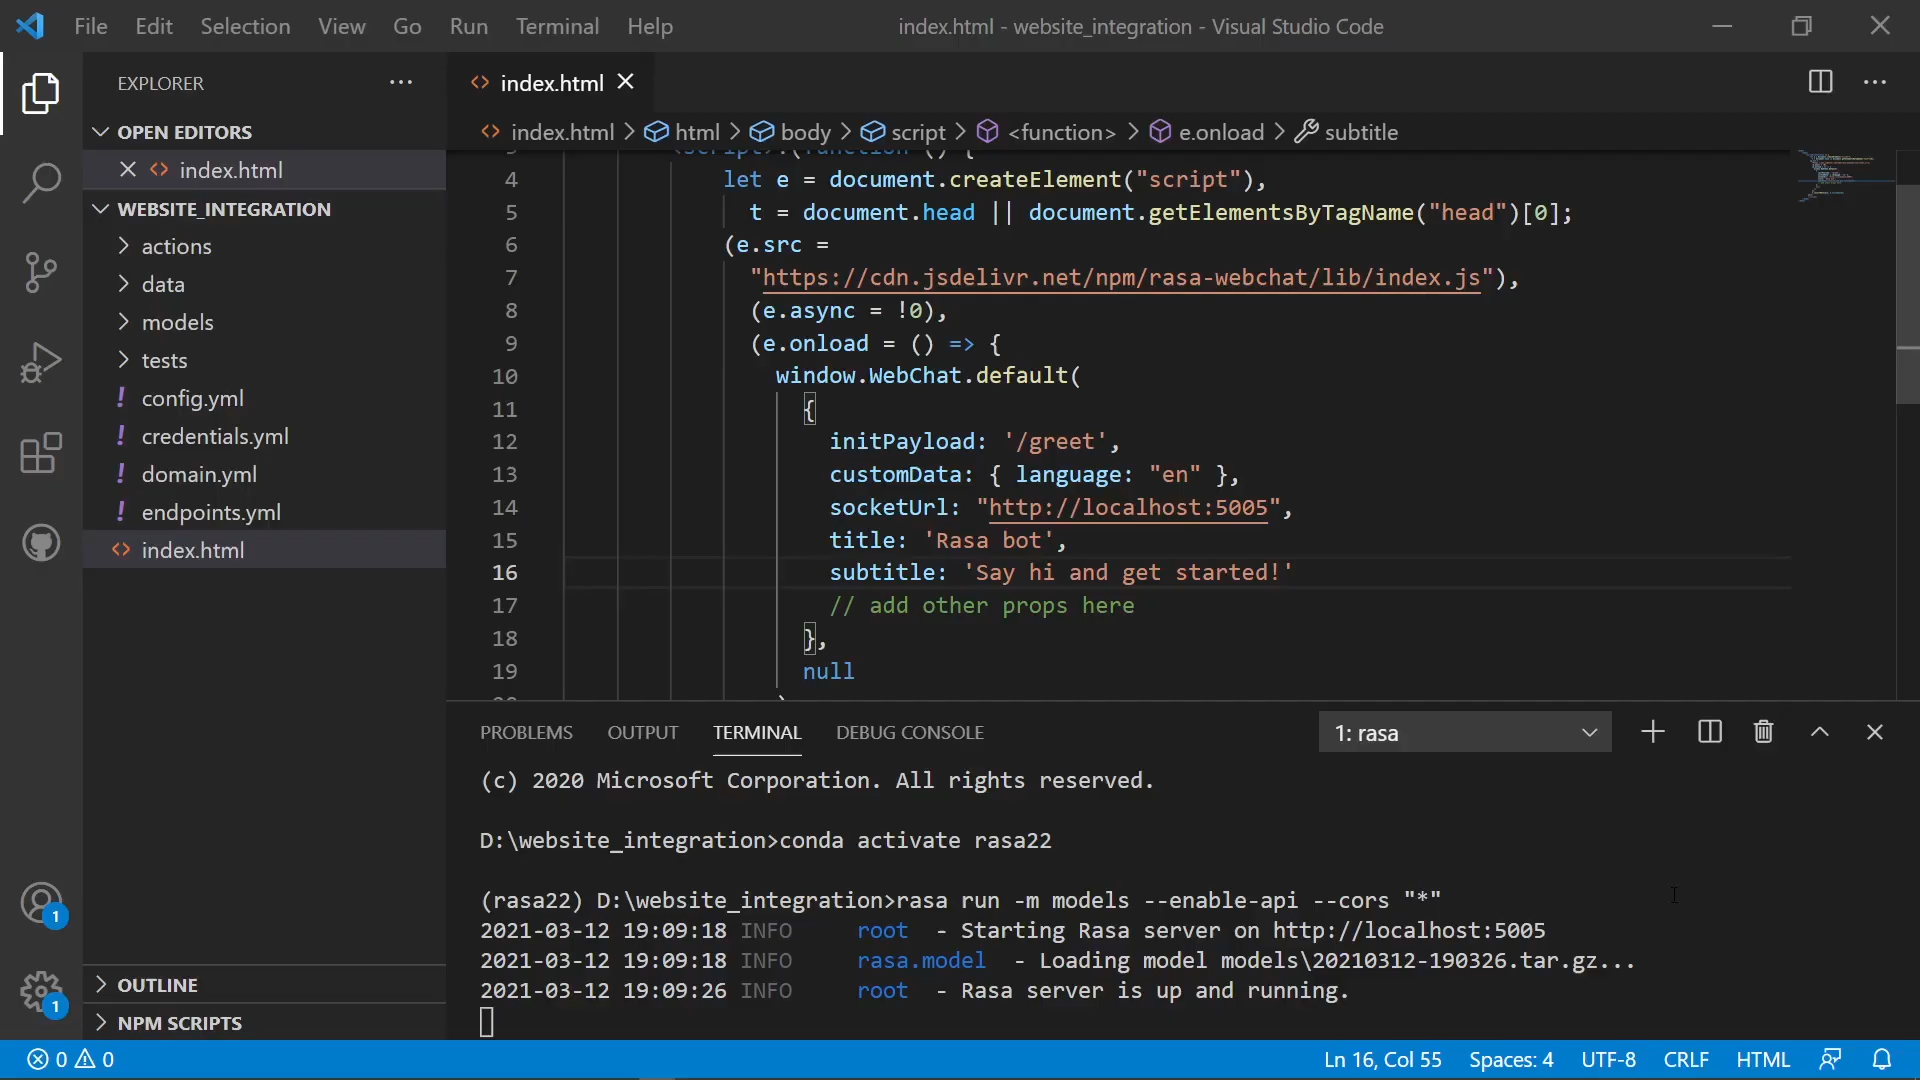 File Edit Selection View Go Run Terminal Help index.html - website_integration - Visual Studio Code
EXPLORER
OPEN EDITORS
index.html
WEBSITE_INTEGRATION
actions
data
models
tests
config.yml
credentials.yml
domain.yml
endpoints.yml
index.html
OUTLINE
NPM SCRIPTS
1
1
index.html
index.html > html > body > script > <function> > e.onload > subtitle
4 let e = document.createElement("script"),
5 t = document.head || document.getElementsByTagName("head")[0];
6 (e.src =
7 "https://cdn.jsdelivr.net/npm/rasa-webchat/lib/index.js"),
8 (e.async = !0),
9 (e.onload = () => {
10 window.WebChat.default(
11 {
12 initPayload: '/greet',
13 customData: { language: "en" },
14 socketUrl: "http://localhost:5005",
15 title: 'Rasa bot',
16 subtitle: 'Say hi and get started!'
17 // add other props here
18 },
19 null
PROBLEMS OUTPUT TERMINAL DEBUG CONSOLE 1: rasa
(c) 2020 Microsoft Corporation. All rights reserved.
D:\website_integration>conda activate rasa22
(rasa22) D:\website_integration>rasa run -m models --enable-api --cors "*"
2021-03-12 19:09:18 INFO root - Starting Rasa server on http://localhost:5005
2021-03-12 19:09:18 INFO rasa.model - Loading model models\20210312-190326.tar.gz...
2021-03-12 19:09:26 INFO root - Rasa server is up and running.
0 0 Ln 16, Col 55 Spaces: 4 UTF-8 CRLF HTML